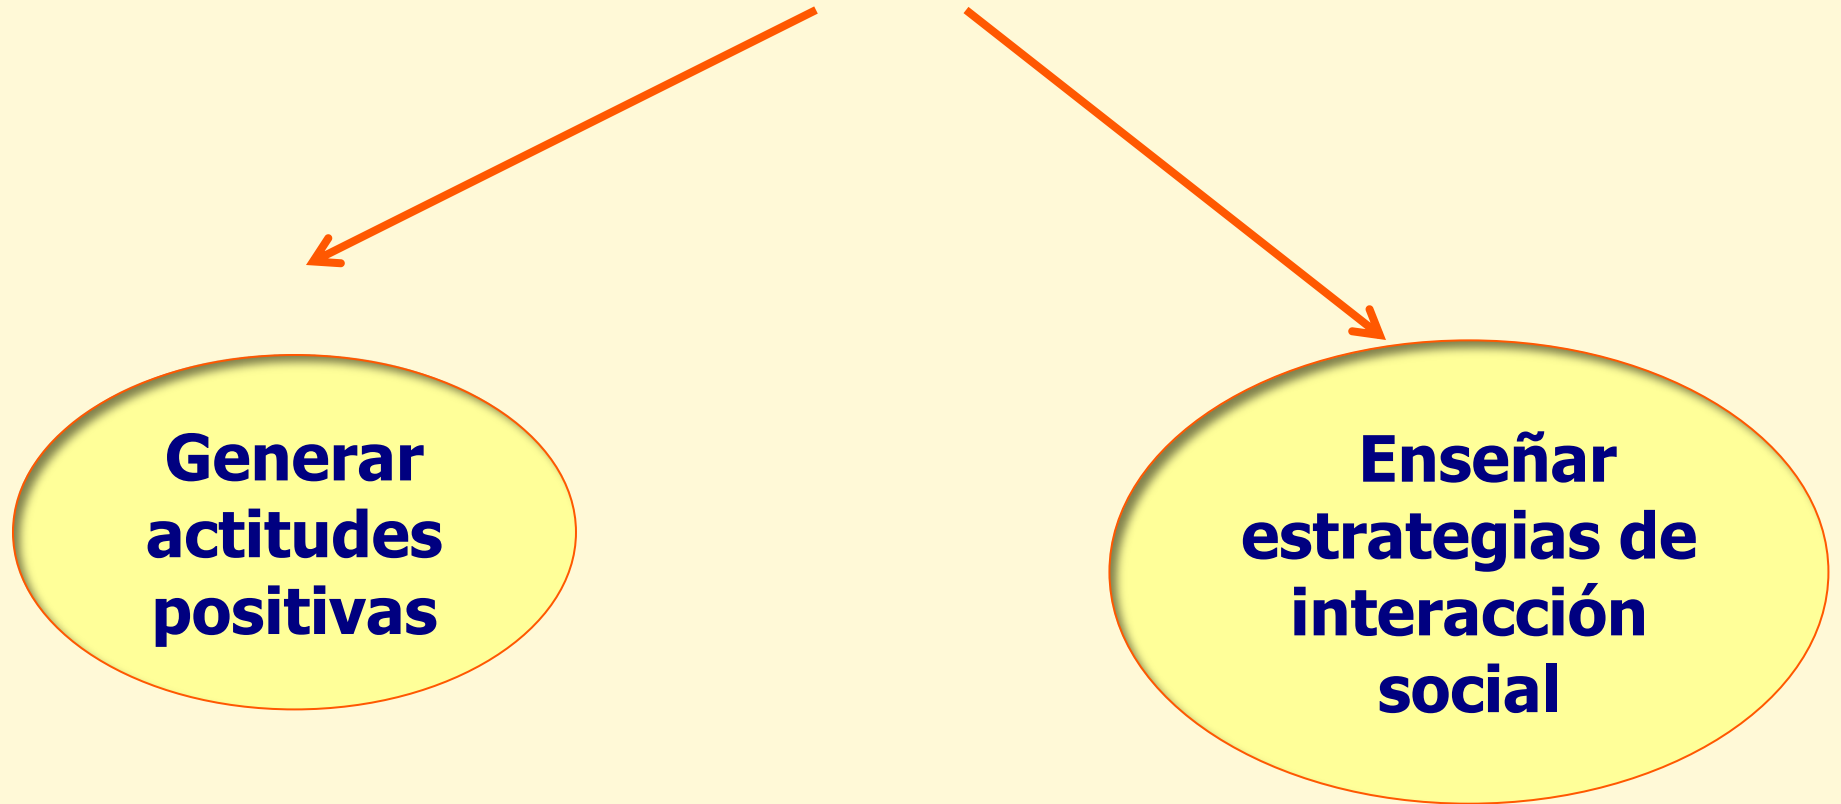 Generar
actitudes
positivas
Enseñar
estrategias de
interacción
social